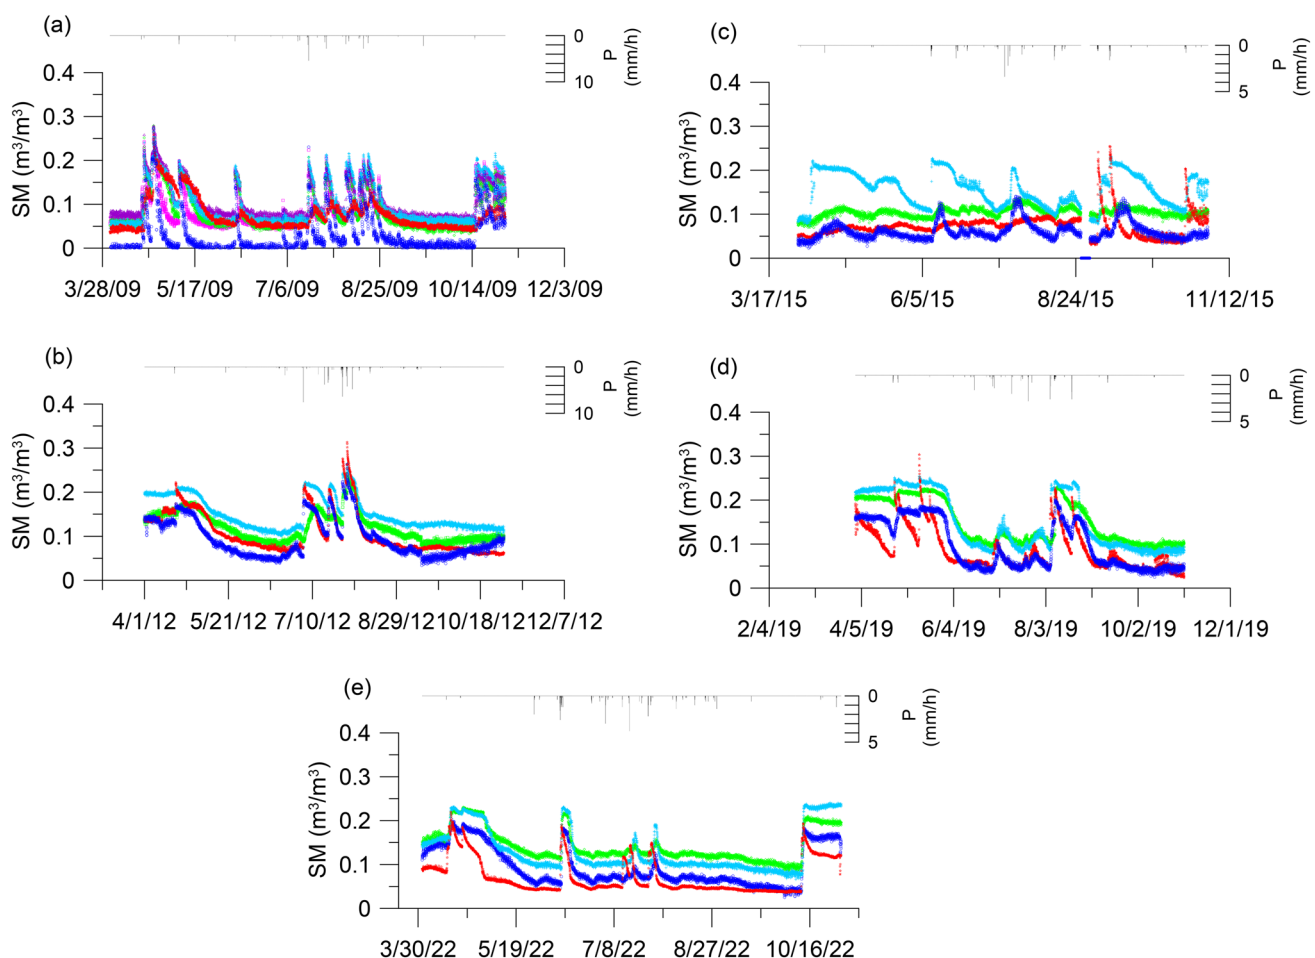 (a)
0
P
(mm/h)
10
0.4
0.3
0.2
0.1
0
SM (m³/m³)
3/28/09 5/17/09 7/6/09 8/25/09 10/14/09 12/3/09
(b)
0
P
(mm/h)
10
0.4
0.3
0.2
0.1
0
SM (m³/m³)
4/1/12 5/21/12 7/10/12 8/29/12 10/18/12 12/7/12
(c)
0
P
(mm/h)
5
0.4
0.3
0.2
0.1
0
SM (m³/m³)
3/17/15 6/5/15 8/24/15 11/12/15
(d)
0
P
(mm/h)
5
0.4
0.3
0.2
0.1
0
SM (m³/m³)
2/4/19 4/5/19 6/4/19 8/3/19 10/2/19 12/1/19
(e)
0
P
(mm/h)
5
0.4
0.3
0.2
0.1
0
SM (m³/m³)
3/30/22 5/19/22 7/8/22 8/27/22 10/16/22